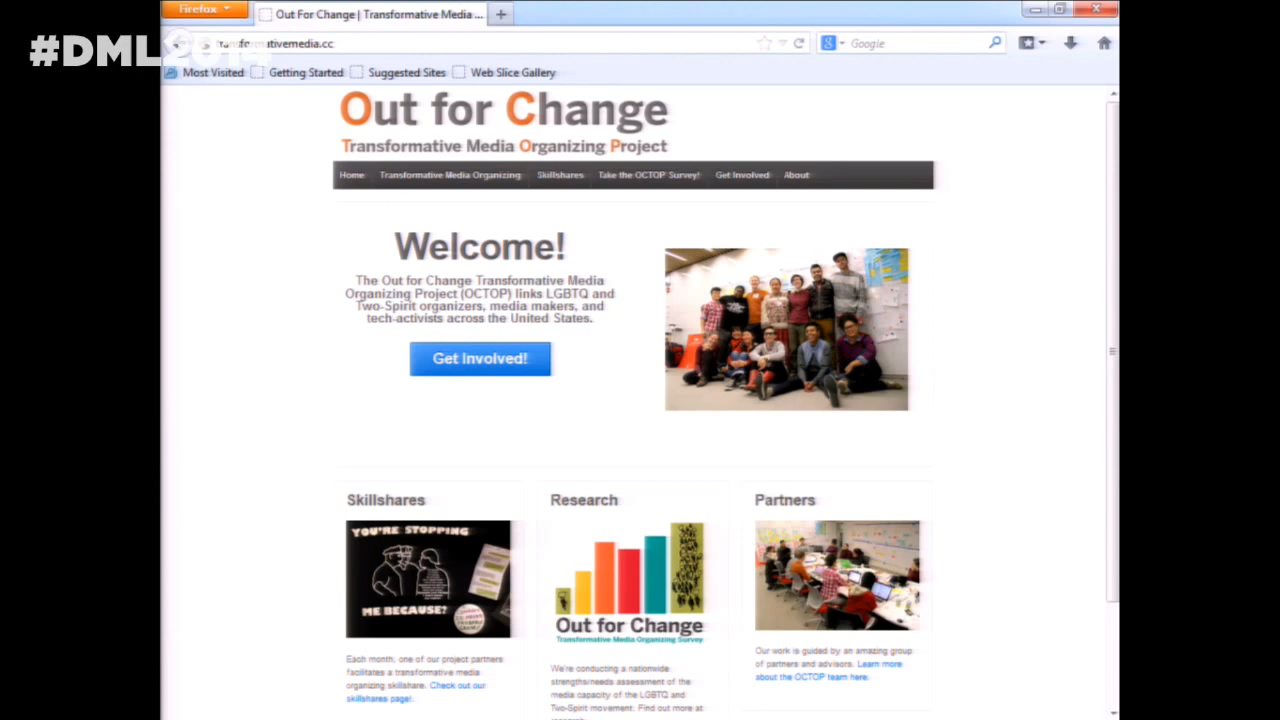 Firefox
Out For Change | Transformative Media ...
#DML2014
transformativemedia.cc
Google
Most Visited
Getting Started
Suggested Sites
Web Slice Gallery
Out for Change
Transformative Media Organizing Project
Home
Transformative Media Organizing
Skillshares
Take the OCTOP Survey!
Get Involved
About
Welcome!
The Out for Change Transformative Media
Organizing Project (OCTOP) links LGBTQ and
Two-Spirit organizers, media makers, and
tech-activists across the United States.
Get Involved!
Skillshares
YOU'RE STOPPING
ME BECAUSE?
Each month, one of our project partners
facilitates a transformative media
organizing skillshare. Check out our
skillshares page!.
Research
Out for Change
Transformative Media Organizing Survey
We're conducting a nationwide
strengths/needs assessment of the
media capacity of the LGBTQ and
Two-Spirit movement. Find out more at
Partners
Our work is guided by an amazing group
of partners and advisors. Learn more
about the OCTOP team here.